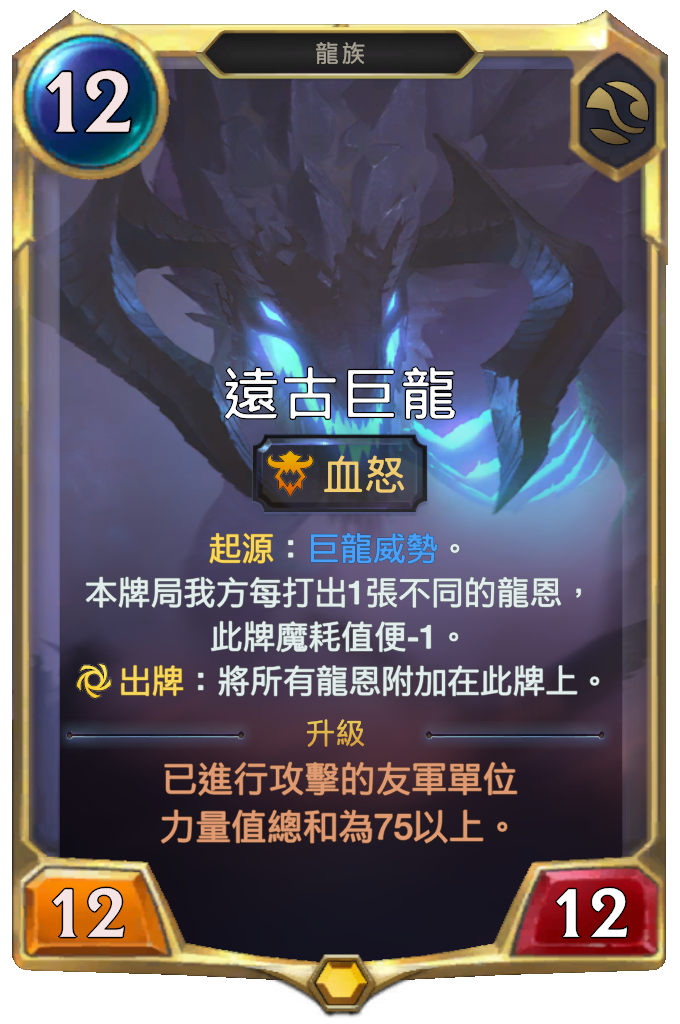 12
龍族
遠古巨龍
血怒
起源：巨龍威勢。
本牌局我方每打出1張不同的龍恩，
此牌魔耗值便-1。
出牌：將所有龍恩附加在此牌上。
升級
已進行攻擊的友軍單位
力量值總和為75以上。
12
12